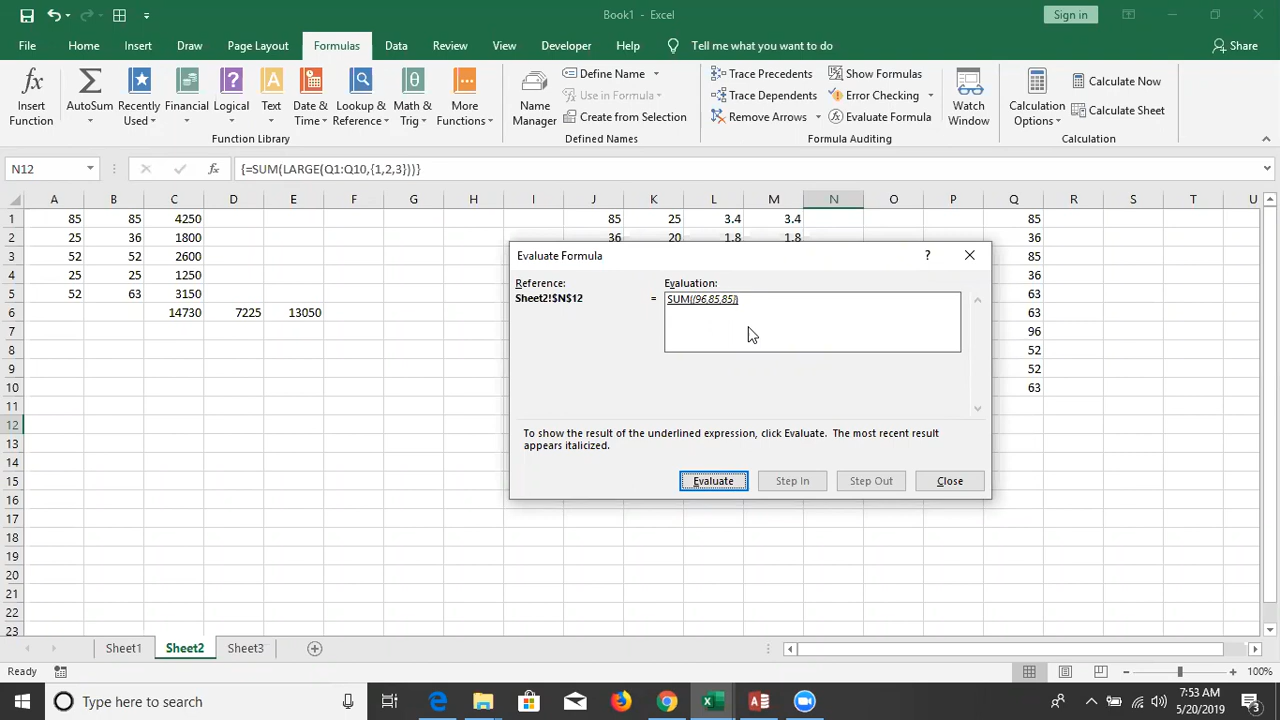 Book1 - Excel
Sign in
File Home Insert Draw Page Layout Formulas Data Review View Developer Help Tell me what you want to do Share
Insert Function
AutoSum
Recently Used
Financial
Logical
Text
Date & Time
Lookup & Reference
Math & Trig
More Functions
Function Library
Name Manager
Define Name
Use in Formula
Create from Selection
Defined Names
Trace Precedents
Trace Dependents
Remove Arrows
Show Formulas
Error Checking
Evaluate Formula
Formula Auditing
Watch Window
Calculation Options
Calculate Now
Calculate Sheet
Calculation
N12 fx {=SUM(LARGE(Q1:Q10,{1,2,3}))}
A B C D E F G H I J K L M N O P Q R S T U
1 85 85 4250 85 25 3.4 3.4 85
2 25 36 1800 36 20 1.8 1.8 36
3 52 52 2600 85
4 25 25 1250 36
5 52 63 3150 63
6 14730 7225 13050 63
7 96
8 52
9 52
10 63
11
12
13
14
15
16
17
18
19
20
21
22
23
Evaluate Formula ?
Reference: Evaluation:
Sheet2!$N$12 = SUM({96,85,85})
To show the result of the underlined expression, click Evaluate. The most recent result
appears italicized.
Evaluate Step In Step Out Close
Sheet1 Sheet2 Sheet3
Ready 100%
Type here to search
7:53 AM
5/20/2019
3